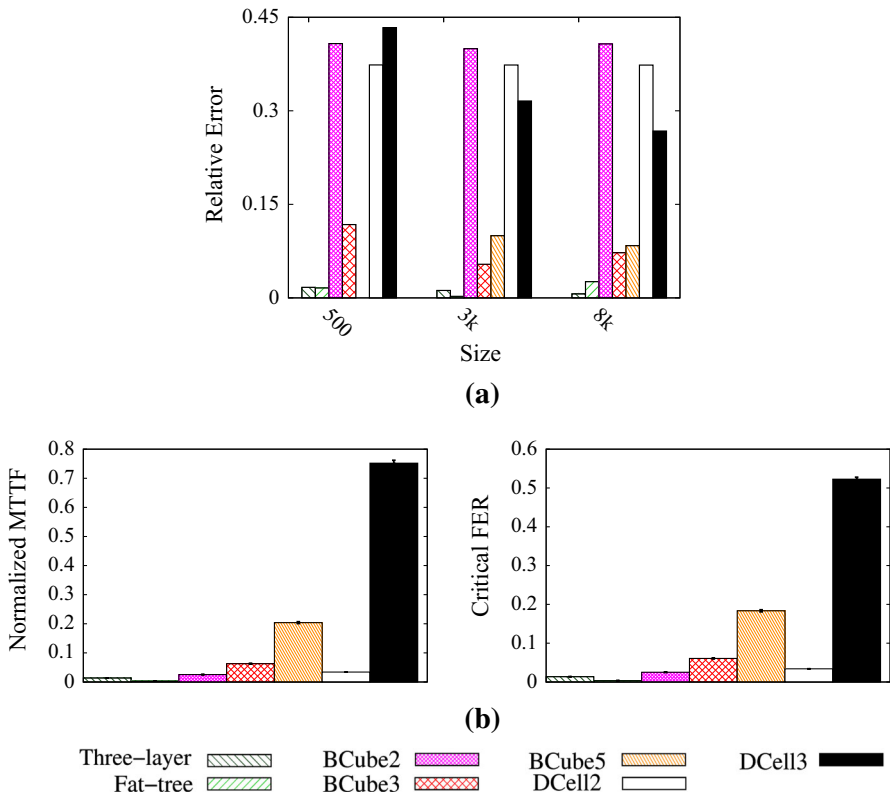 0.45
0.3
0.15
0
Relative Error
500
3k
8k
Size
(a)
0.8
0.7
0.6
0.5
0.4
0.3
0.2
0.1
0
Normalized MTTF
0.6
0.5
0.4
0.3
0.2
0.1
0
Critical FER
(b)
Three-layer
Fat-tree
BCube2
BCube3
BCube5
DCell2
DCell3